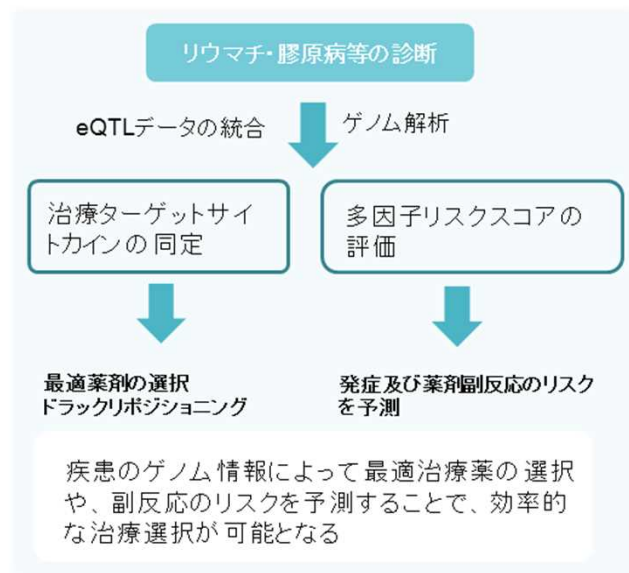 リウマチ・膠原病等の診断
eQTLデータの統合
ゲノム解析
治療ターゲットサイ
トカインの同定
多因子リスクスコアの
評価
最適薬剤の選択
ドラックリポジショニング
発症及び薬剤副反応のリスク
を予測
疾患のゲノム情報によって最適治療薬の選択
や、副反応のリスクを予測することで、効率的
な治療選択が可能となる